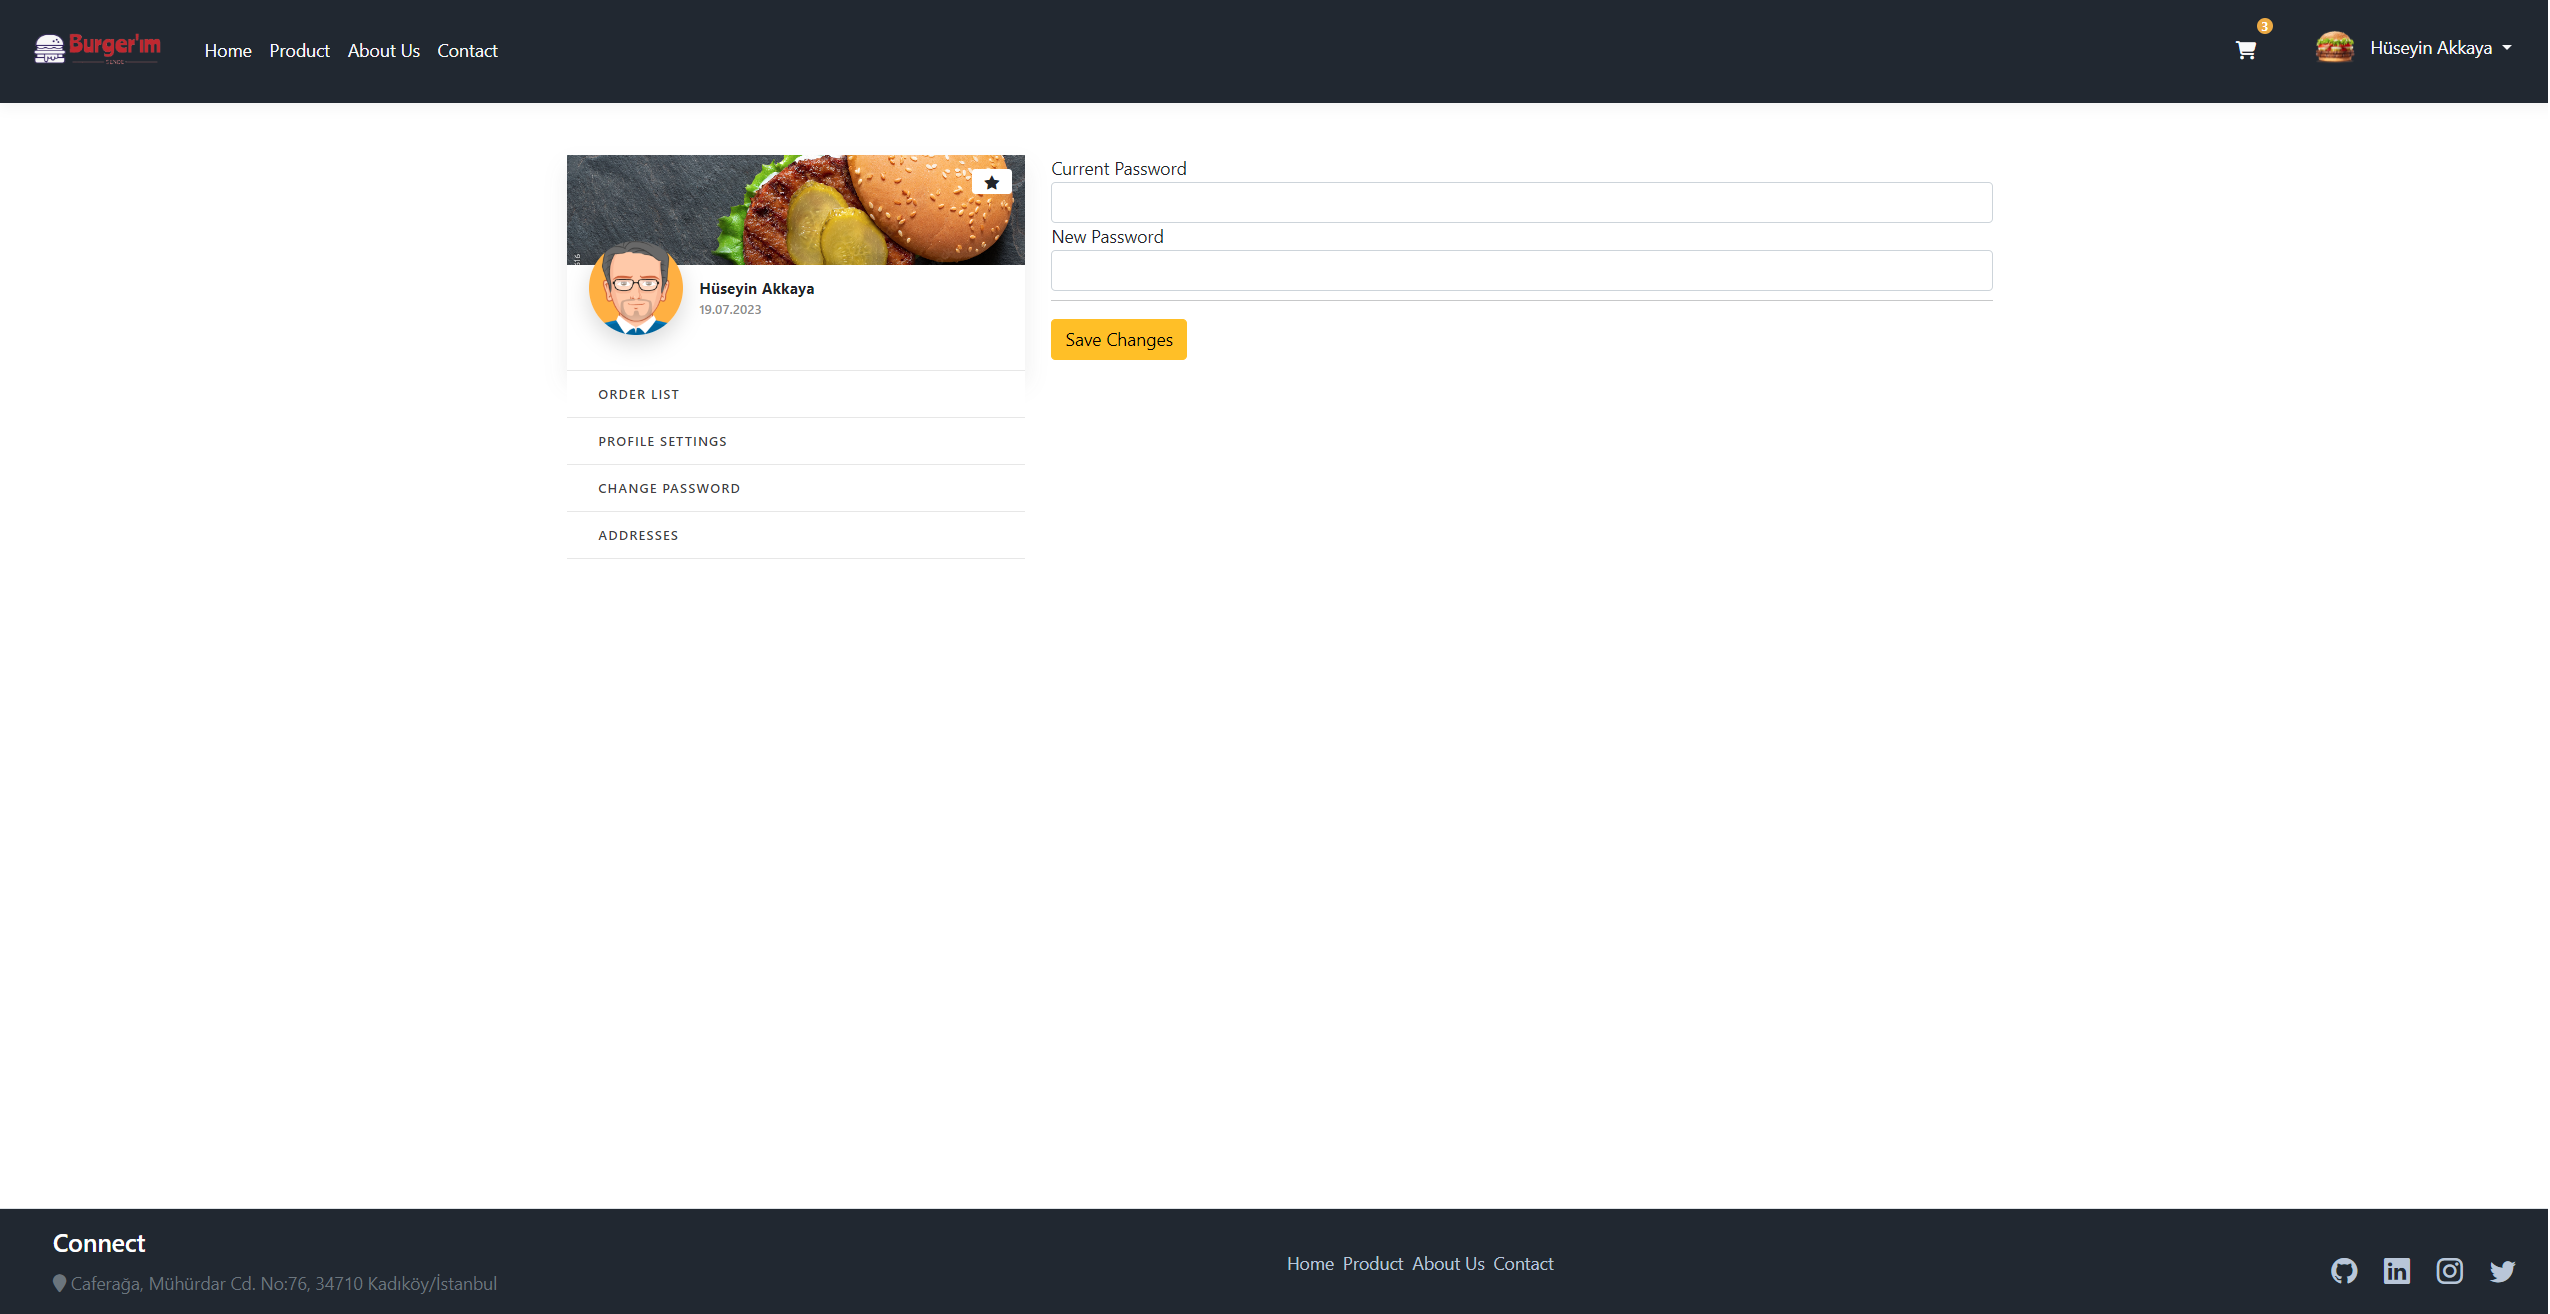 Burger'ım
Home Product About Us Contact
3
Hüseyin Akkaya
Hüseyin Akkaya
19.07.2023
ORDER LIST
PROFILE SETTINGS
CHANGE PASSWORD
ADDRESSES
Current Password
New Password
Save Changes
Connect
Caferağa, Mühürdar Cd. No:76, 34710 Kadıköy/İstanbul
Home Product About Us Contact